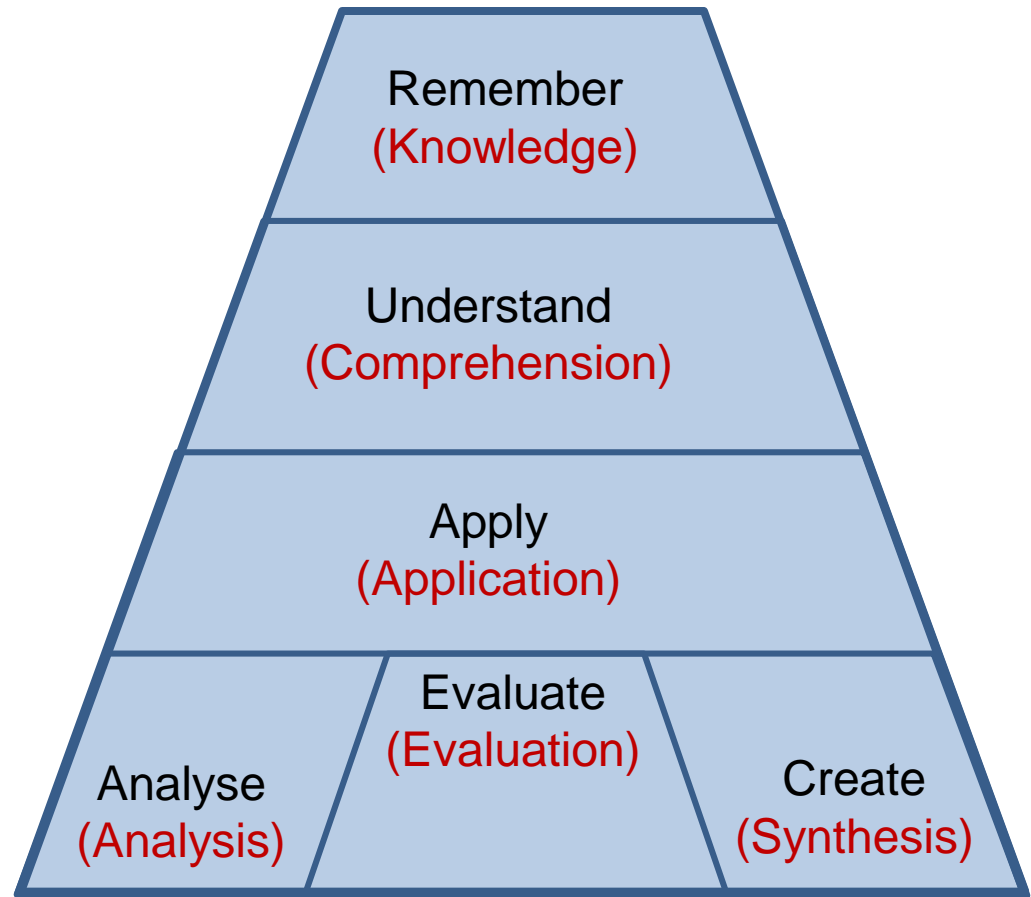 Remember
(Knowledge)
Understand
(Comprehension)
Apply
(Application)
Analyse
(Analysis)
Evaluate
(Evaluation)
Create
(Synthesis)